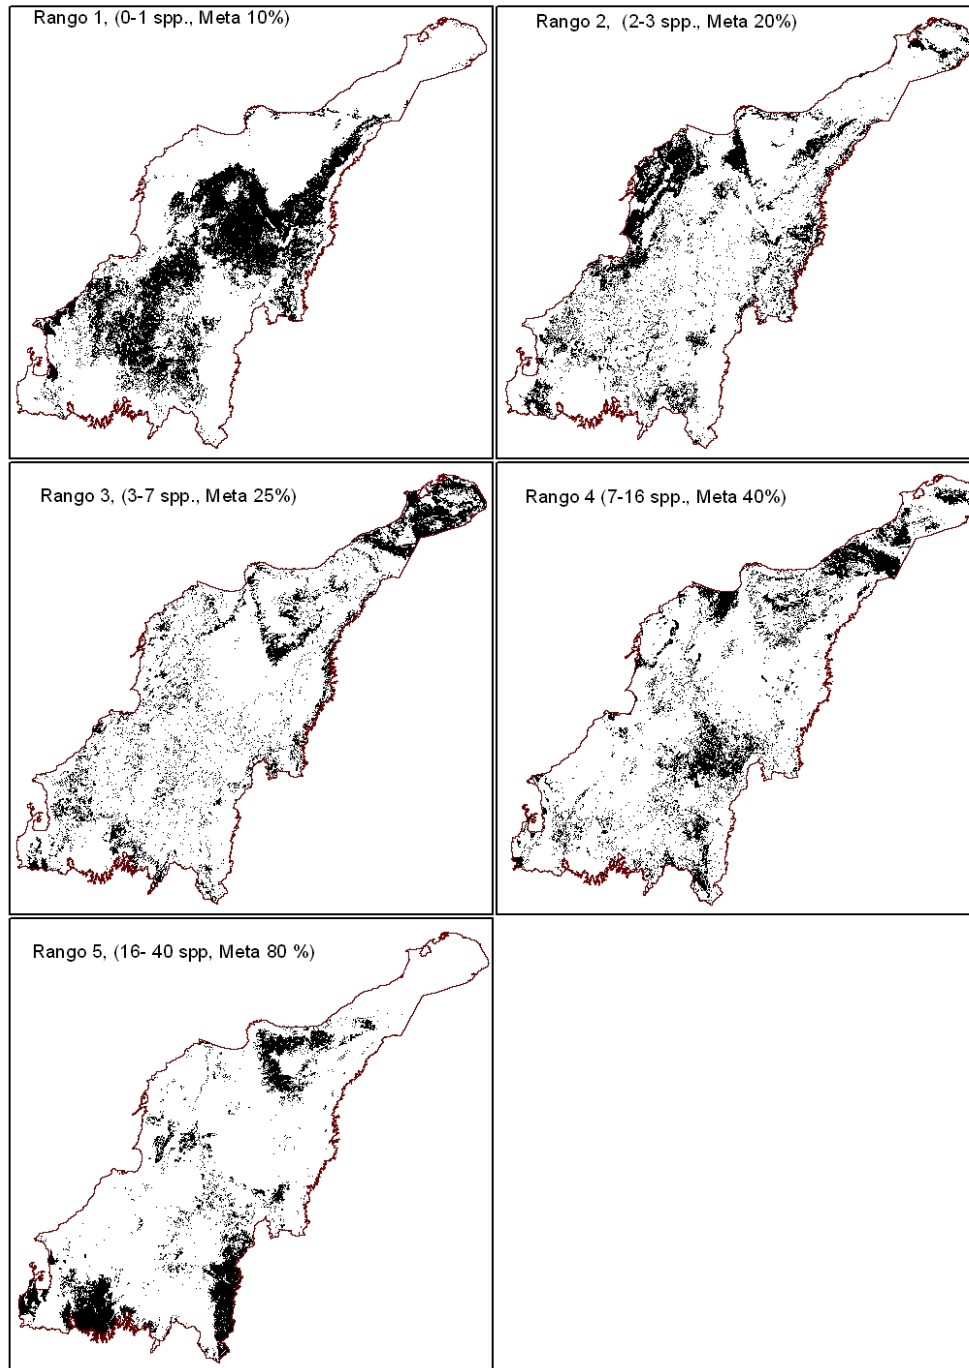 Rango 1, (0-1 spp., Meta 10%)
Rango 2, (2-3 spp., Meta 20%)
Rango 3, (3-7 spp., Meta 25%)
Rango 4 (7-16 spp., Meta 40%)
Rango 5, (16- 40 spp, Meta 80 %)